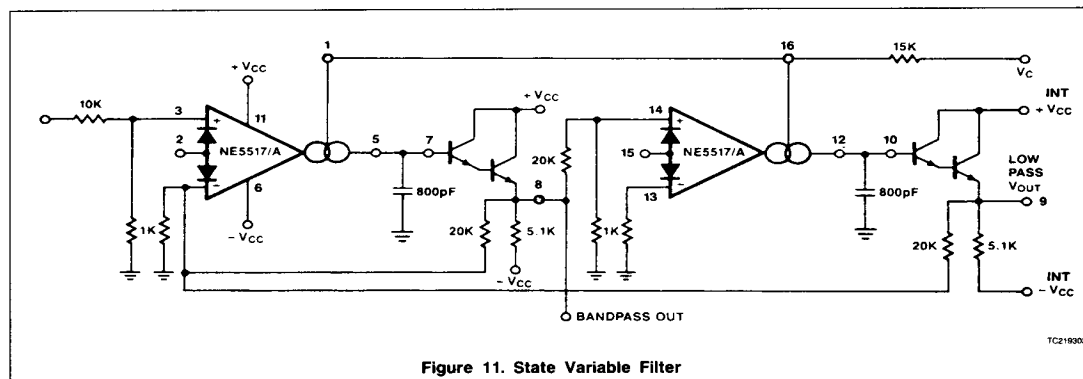 1
16
15K
VC
+ VCC
10K
3
+
11
2
NE5517/A
5
7
+ VCC
14
+
15
NE5517/A
12
10
INT
+ VCC
20K
LOW
PASS
VOUT
9
−
6
− VCC
800pF
8
13
−
800pF
1K
20K
5.1K
− VCC
1K
20K
5.1K
INT
− VCC
BANDPASS OUT
Figure 11. State Variable Filter